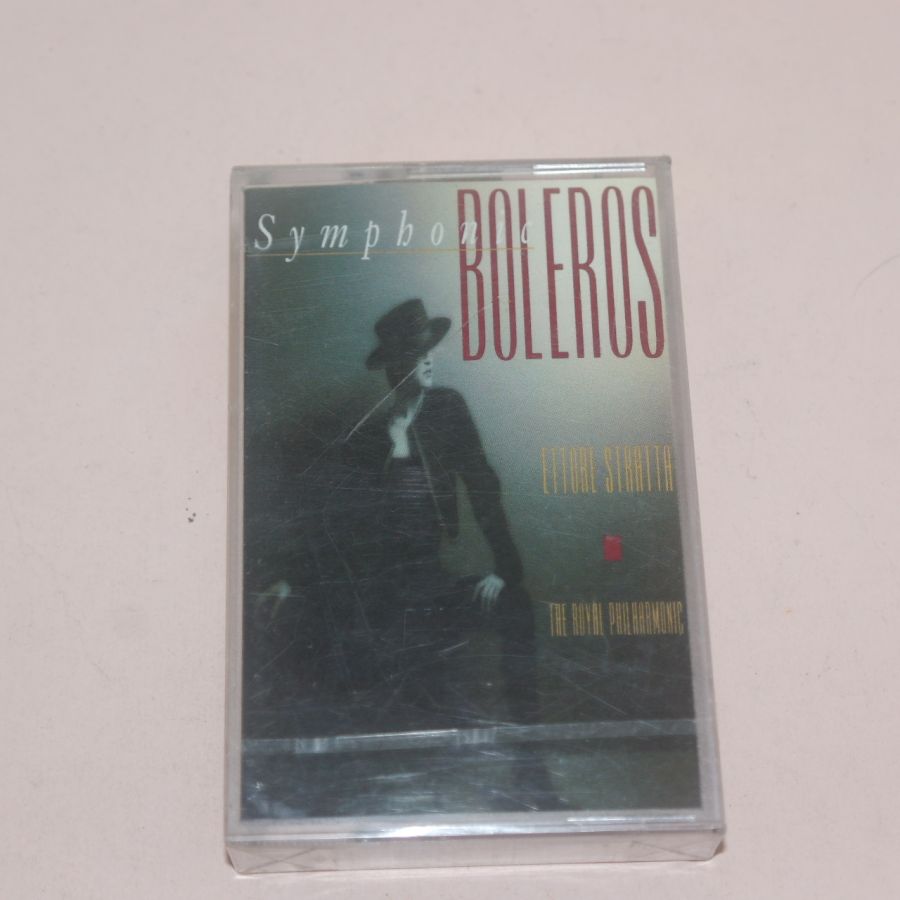 Symphonic
BOLEROS
ETTORE STRATTA
THE ROYAL PHILHARMONIC